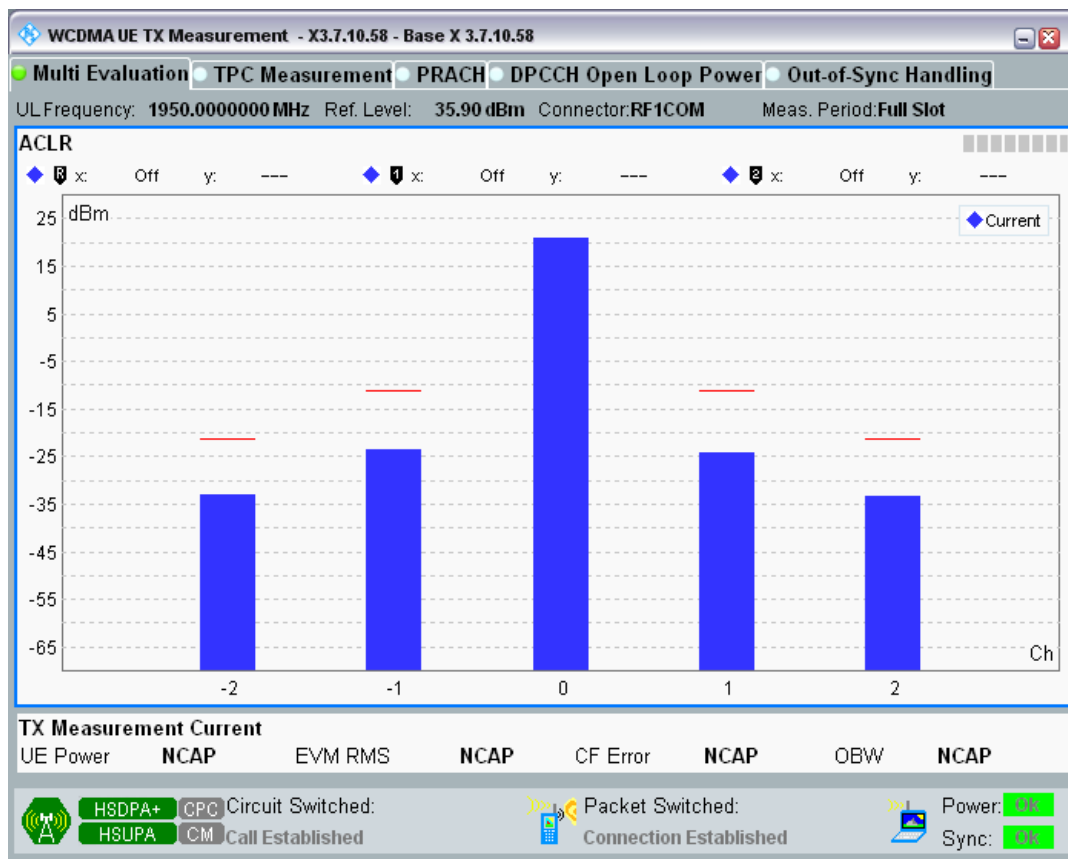 WCDMA UE TX Measurement - X3.7.10.58 - Base X 3.7.10.58
Multi Evaluation TPC Measurement PRACH DPCCH Open Loop Power Out-of-Sync Handling
UL Frequency: 1950.0000000 MHz Ref. Level: 35.90 dBm Connector:RF1COM Meas. Period:Full Slot
ACLR
R x: Off y: --- 1 x: Off y: --- 2 x: Off y: ---
dBm
Current
25
15
5
-5
-15
-25
-35
-45
-55
-65
Ch
-2 -1 0 1 2
TX Measurement Current
UE Power NCAP EVM RMS NCAP CF Error NCAP OBW NCAP
HSDPA+ CPC Circuit Switched: Packet Switched: Power: OK
HSUPA CM Call Established Connection Established Sync: OK